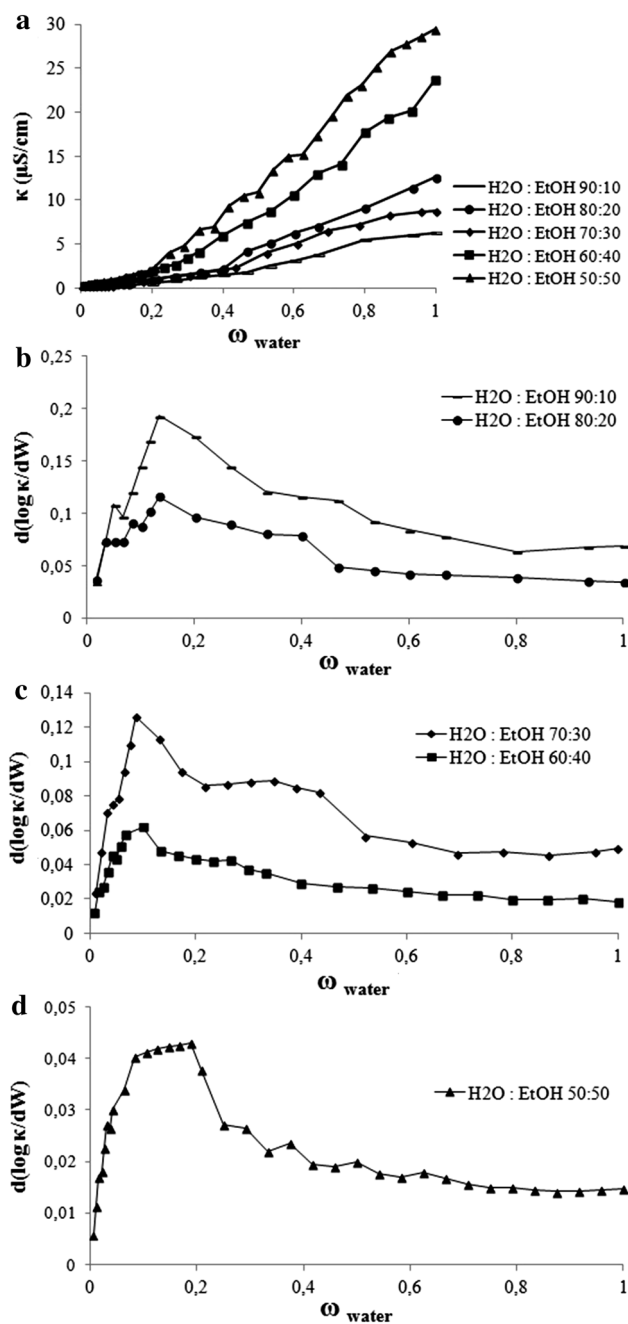 a
30
25
20
15
10
5
0
κ (μS/cm)
0 0,2 0,4 0,6 0,8 1
ω water
H2O : EtOH 90:10
H2O : EtOH 80:20
H2O : EtOH 70:30
H2O : EtOH 60:40
H2O : EtOH 50:50
b
0,25
0,2
0,15
0,1
0,05
0
d(log κ/dW)
0 0,2 0,4 0,6 0,8 1
ω water
H2O : EtOH 90:10
H2O : EtOH 80:20
c
0,14
0,12
0,1
0,08
0,06
0,04
0,02
0
d(log κ/dW)
0 0,2 0,4 0,6 0,8 1
ω water
H2O : EtOH 70:30
H2O : EtOH 60:40
d
0,05
0,04
0,03
0,02
0,01
0
d(log κ/dW)
0 0,2 0,4 0,6 0,8 1
ω water
H2O : EtOH 50:50